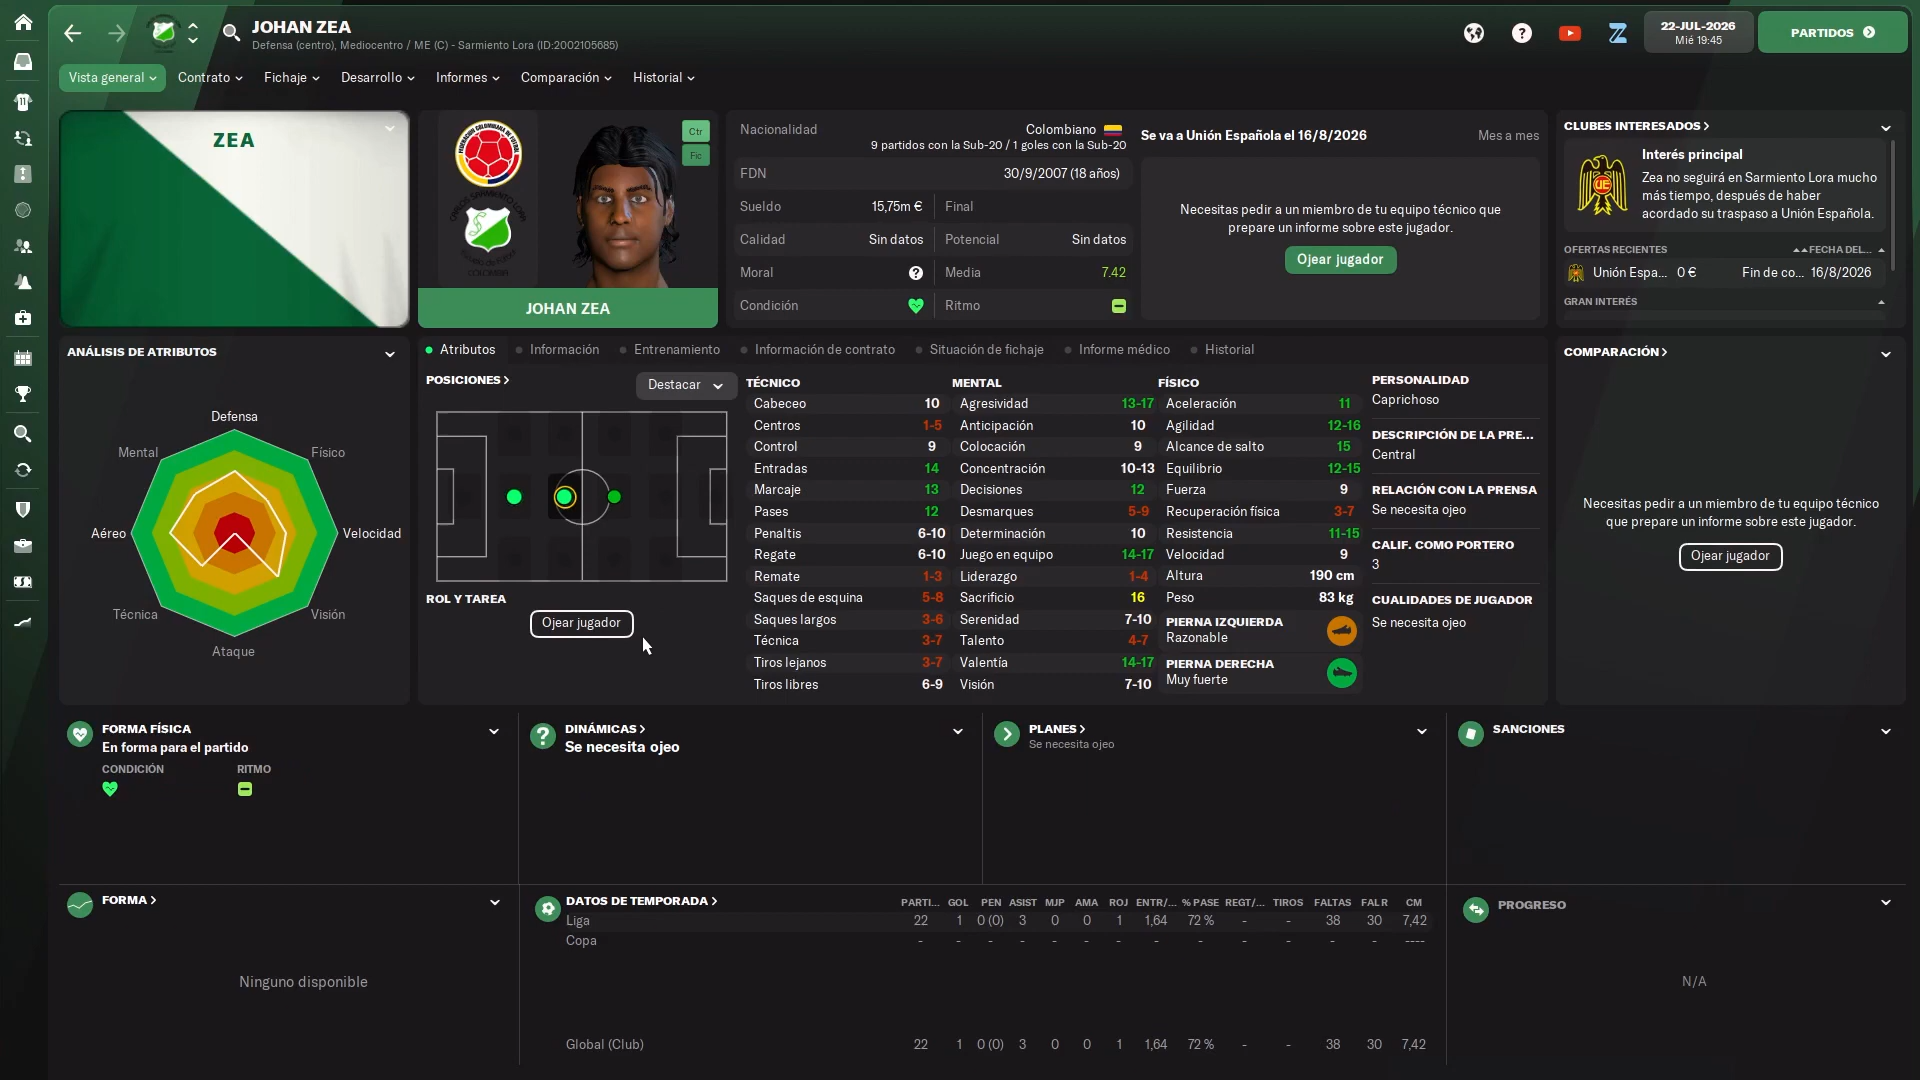 JOHAN ZEA
Defensa (centro), Mediocentro / ME (C) - Sarmiento Lora (ID:2002105685)
22-JUL-2026
Mié 19:45
PARTIDOS
Vista general
Contrato
Fichaje
Desarrollo
Informes
Comparación
Historial
ZEA
Ctr
Fic
JOHAN ZEA
Nacionalidad
Colombiano
9 partidos con la Sub-20 / 1 goles con la Sub-20
FDN 30/9/2007 (18 años)
Sueldo 15,75m € Final
Calidad Sin datos Potencial Sin datos
Moral Media 7.42
Condición Ritmo
Se va a Unión Española el 16/8/2026 Mes a mes
Necesitas pedir a un miembro de tu equipo técnico que
prepare un informe sobre este jugador.
Ojear jugador
CLUBES INTERESADOS
Interés principal
Zea no seguirá en Sarmiento Lora mucho
más tiempo, después de haber
acordado su traspaso a Unión Española.
OFERTAS RECIENTES FECHA DEL...
Unión Espa... 0 € Fin de co... 16/8/2026
GRAN INTERÉS
ANÁLISIS DE ATRIBUTOS
Defensa
Físico
Velocidad
Visión
Ataque
Técnica
Aéreo
Mental
Atributos
Información
Entrenamiento
Información de contrato
Situación de fichaje
Informe médico
Historial
POSICIONES
Destacar
ROL Y TAREA
Ojear jugador
TÉCNICO
Cabeceo 10
Centros 1-5
Control 9
Entradas 14
Marcaje 13
Pases 12
Penaltis 6-10
Regate 6-10
Remate 1-3
Saques de esquina 5-8
Saques largos 3-6
Técnica 3-7
Tiros lejanos 3-7
Tiros libres 6-9
MENTAL
Agresividad 13-17
Anticipación 10
Colocación 9
Concentración 10-13
Decisiones 12
Desmarques 5-9
Determinación 10
Juego en equipo 14-17
Liderazgo 1-4
Sacrificio 16
Serenidad 7-10
Talento 4-7
Valentía 14-17
Visión 7-10
FÍSICO
Aceleración 11
Agilidad 12-16
Alcance de salto 15
Equilibrio 12-15
Fuerza 9
Recuperación física 3-7
Resistencia 11-15
Velocidad 9
Altura 190 cm
Peso 83 kg
PIERNA IZQUIERDA
Razonable
PIERNA DERECHA
Muy fuerte
PERSONALIDAD
Caprichoso
DESCRIPCIÓN DE LA PRE...
Central
RELACIÓN CON LA PRENSA
Se necesita ojeo
CALIF. COMO PORTERO
3
CUALIDADES DE JUGADOR
Se necesita ojeo
COMPARACIÓN
Necesitas pedir a un miembro de tu equipo técnico
que prepare un informe sobre este jugador.
Ojear jugador
FORMA FÍSICA
En forma para el partido
CONDICIÓN RITMO
DINÁMICAS
Se necesita ojeo
PLANES
Se necesita ojeo
SANCIONES
FORMA
Ninguno disponible
DATOS DE TEMPORADA PARTI... GOL PEN ASIST MJP AMA ROJ ENTR/... % PASE REGT/... TIROS FALTAS FAL R CM
Liga 22 1 0 (0) 3 0 0 1 1,64 72 % - - 38 30 7,42
Copa - - - - - - - - - - - - - ----
Global (Club) 22 1 0 (0) 3 0 0 1 1,64 72 % - - 38 30 7,42
PROGRESO
N/A